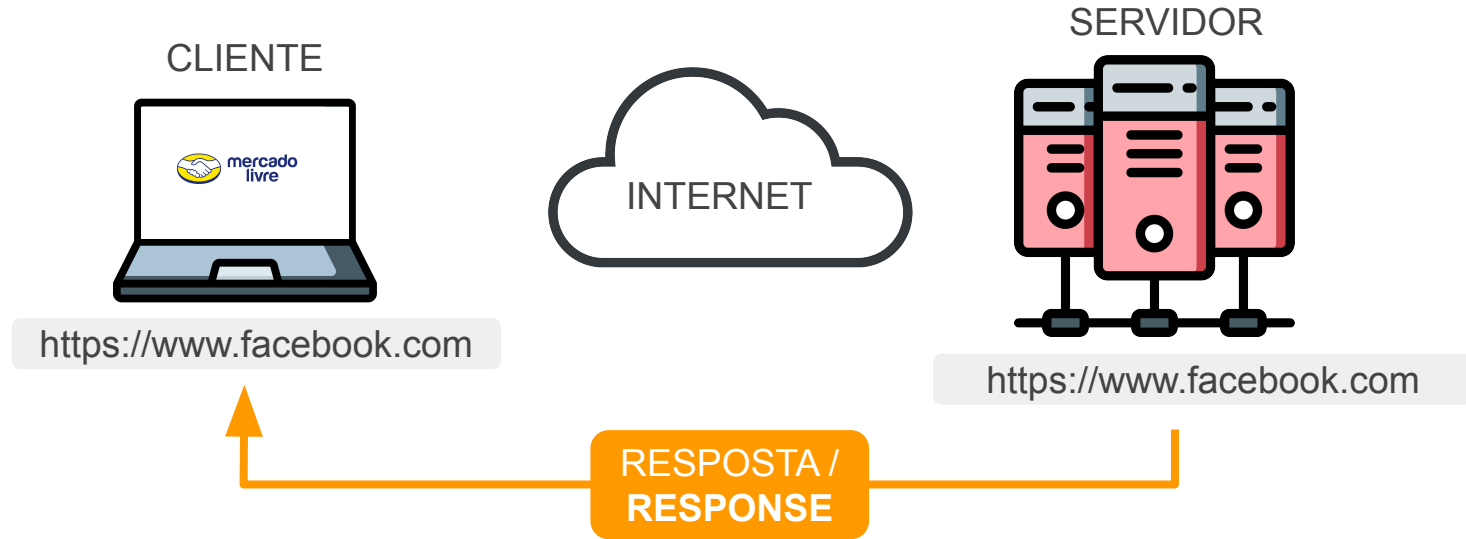 CLIENTE
SERVIDOR
mercado
livre
INTERNET
https://www.facebook.com
https://www.facebook.com
RESPOSTA /
RESPONSE